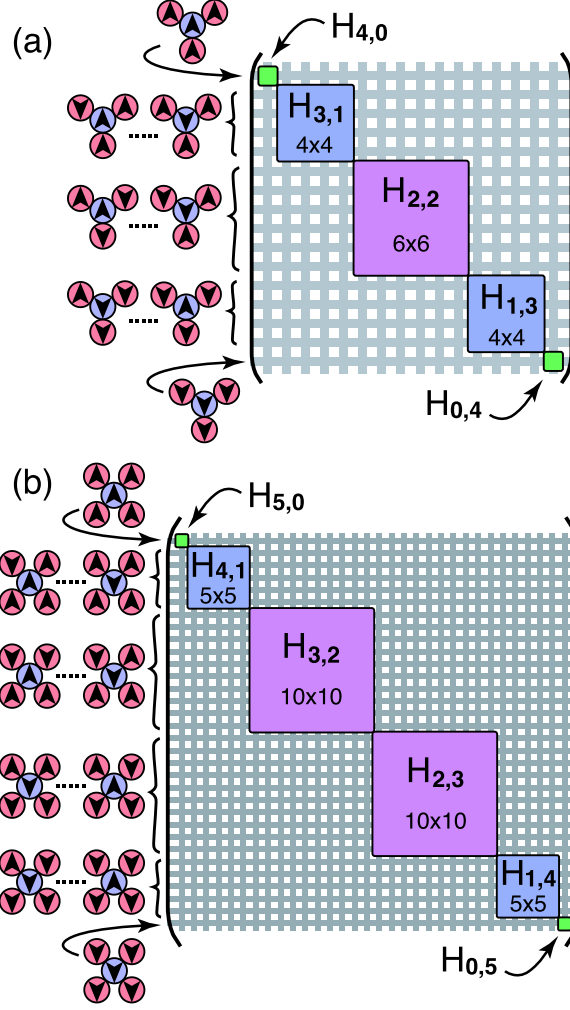 (a)
H4,0
H3,1
4x4
H2,2
6x6
H1,3
4x4
H0,4
(b)
H5,0
H4,1
5x5
H3,2
10x10
H2,3
10x10
H1,4
5x5
H0,5